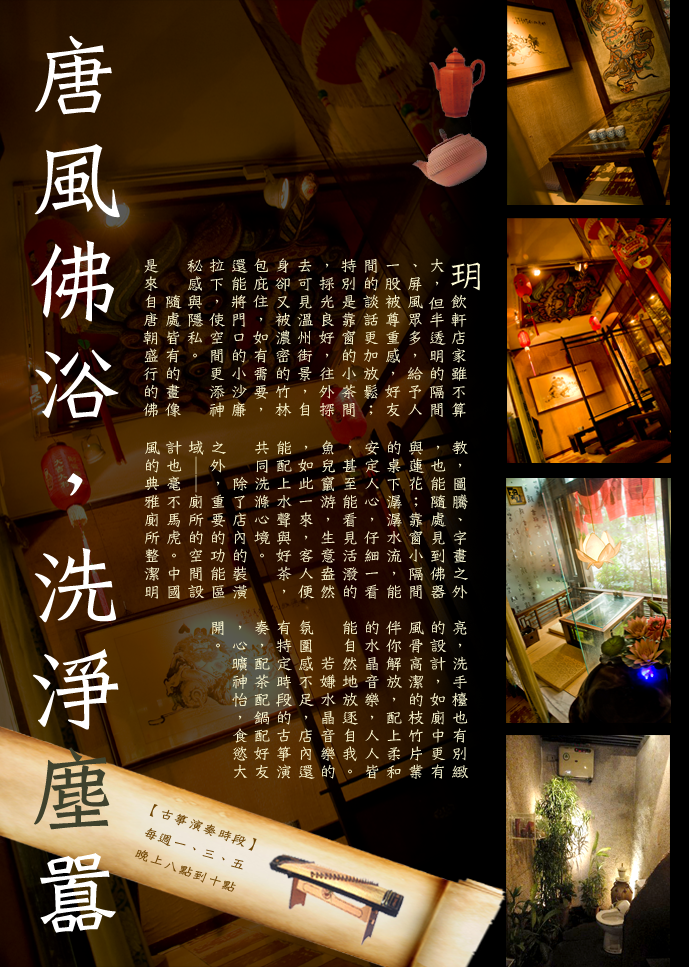 唐風佛浴，洗淨塵囂
玥飲軒店家雖不算
大，但半透明的隔間
、屏風眾多，給予人
一股被尊重感，好友
間的談話更加放鬆；
特別是靠窗的小茶間
，採光良好，往外探
去可見溫州街景，自
身卻又被濃密的竹林
包庇住，如有需要，
還能將門口的小沙廉
拉下，使空間更添神
秘感與隱私。
隨處皆有的畫像
是來自唐朝盛行的佛
教，圖騰、字畫之外
，也能隨處見到佛器
與蓮花；靠窗小隔間
的桌下潺潺水流，能
安定人心，仔細一看
，甚至能看見活潑的
魚兒竄游，生意盎然
，如此一來，客人便
能配上水聲與好茶，
共同洗滌心境。
除了店內的裝潢
之外，重要的功能區
域——廁所的空間設
計也毫不馬虎。中國
風的典雅廁所整潔明
亮，洗手檯也有別緻
的設計，如廁中更有
風骨高潔的枝竹片葉
伴你解放，配上柔和
的水晶音樂，人人皆
能自然地放逐自我。
若嫌水晶音樂的
氛圍感不足，店內還
有特定時段的古箏演
奏，配茶配鍋配好友
，心曠神怡，食慾大
開。
【古箏演奏時段】
每週一、三、五
晚上八點到十點